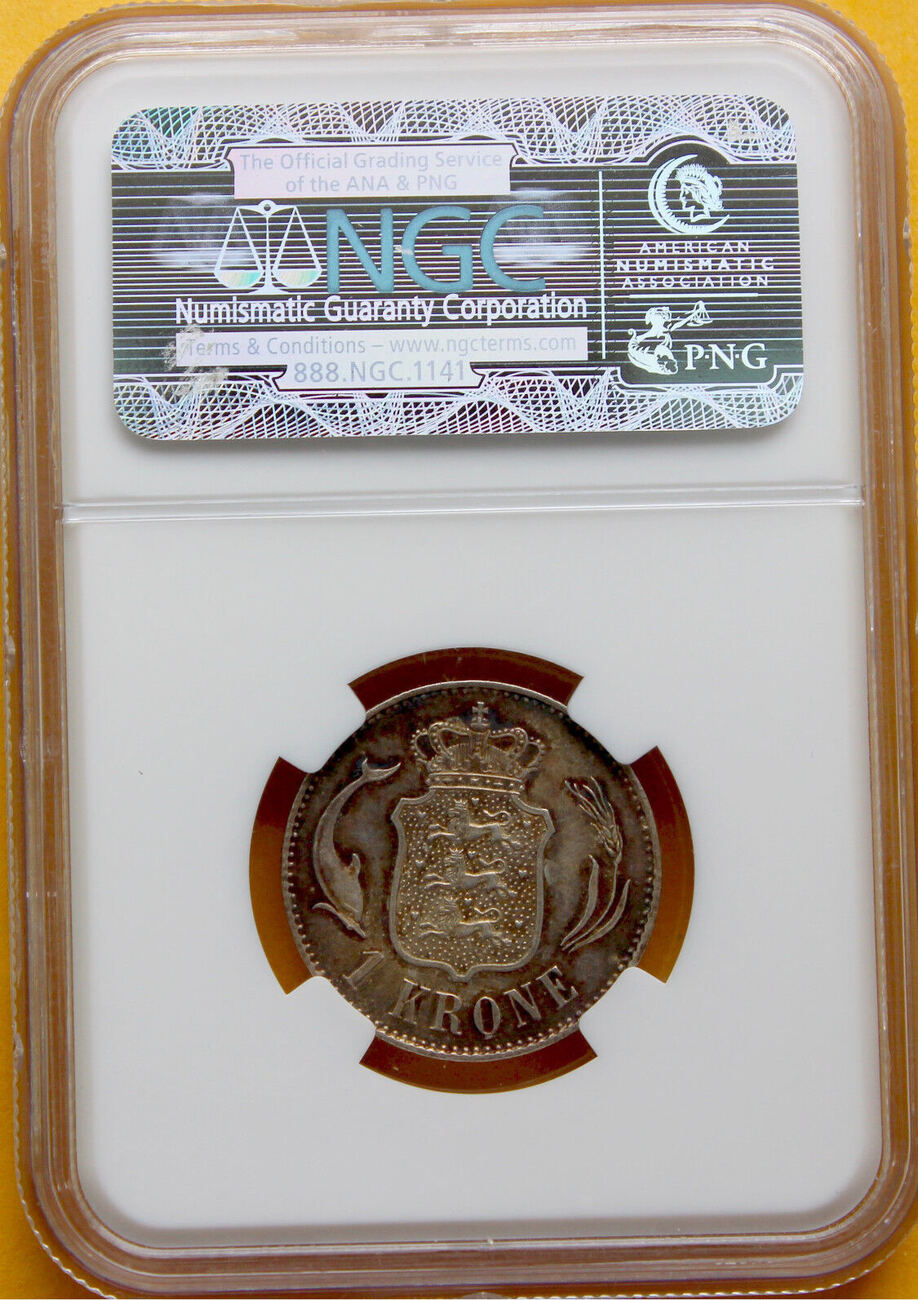 The Official Grading Service
of the ANA & PNG
NGC
Numismatic Guaranty Corporation
Terms & Conditions – www.ngcterms.com
888.NGC.1141
AMERICAN
NUMISMATIC
ASSOCIATION
P·N·G
1 KRONE